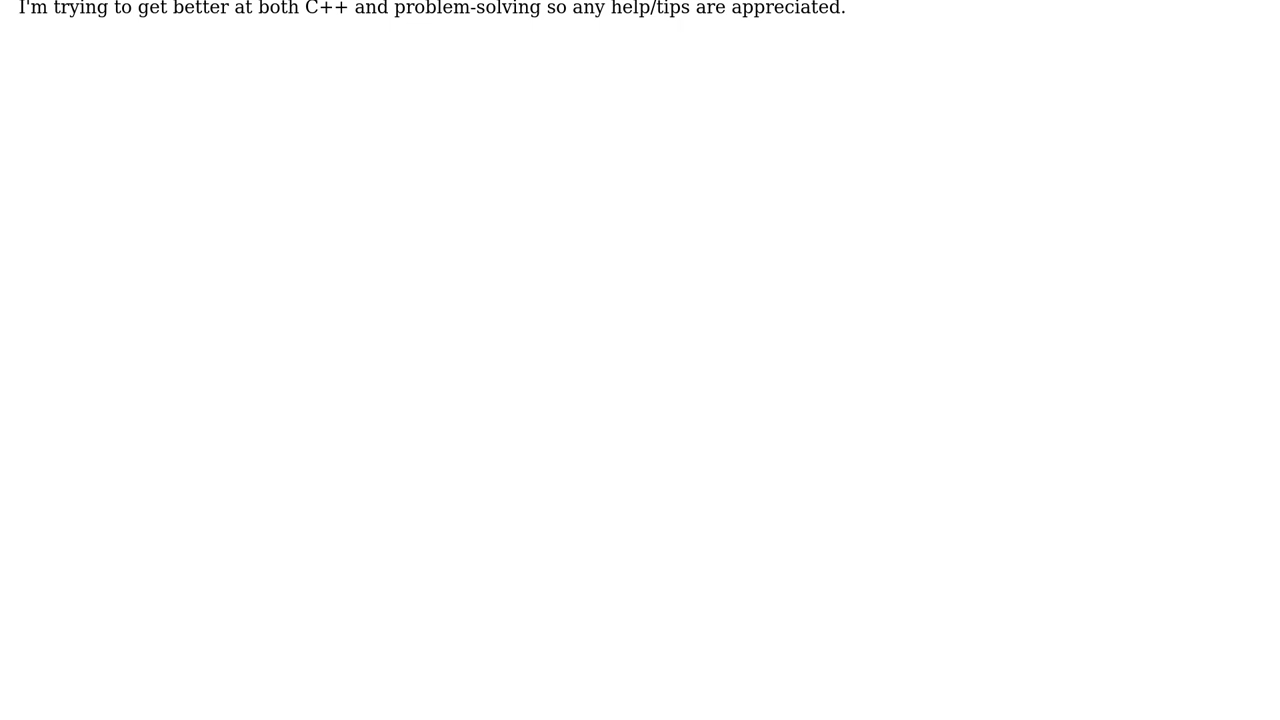 I'm trying to get better at both C++ and problem-solving so any help/tips are appreciated.